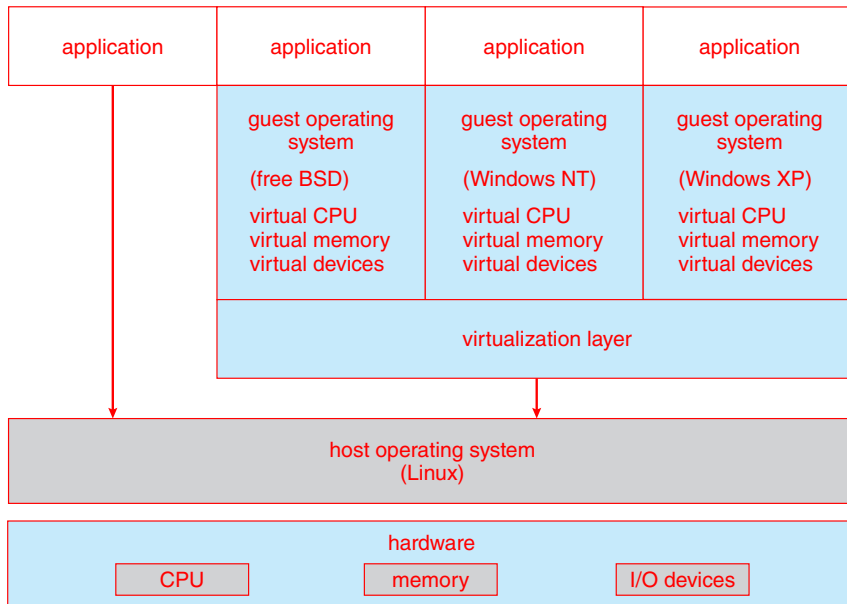 application
application
application
application
guest operating
system
(free BSD)
virtual CPU
virtual memory
virtual devices
guest operating
system
(Windows NT)
virtual CPU
virtual memory
virtual devices
guest operating
system
(Windows XP)
virtual CPU
virtual memory
virtual devices
virtualization layer
host operating system
(Linux)
hardware
CPU
memory
I/O devices